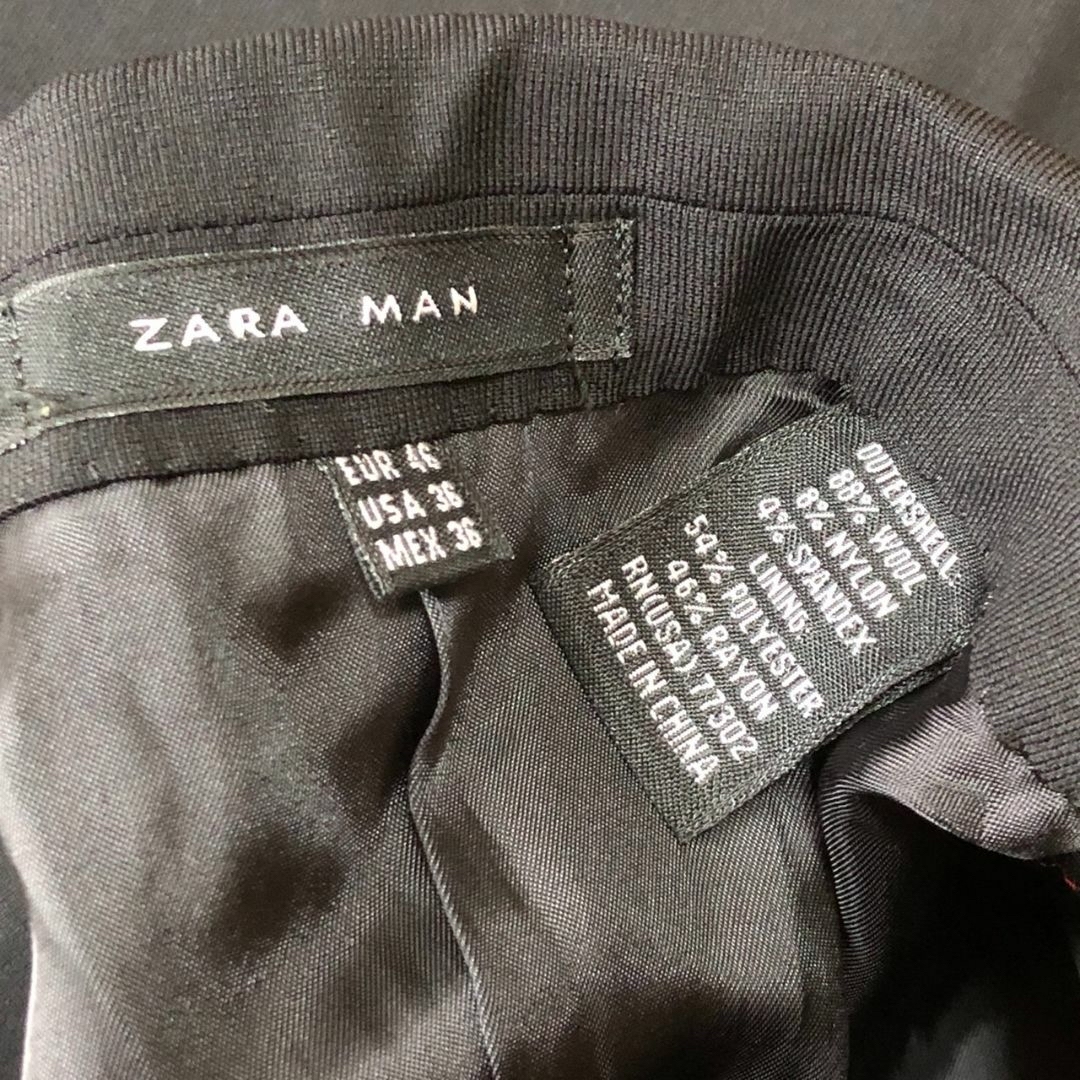 ZARA MAN
EUR 46
USA 36
MEX 36
OUTERSHELL:
88% WOOL
8% NYLON
4% SPANDEX
LINING:
54% POLYESTER
46% RAYON
RN(USA):77302
MADE IN CHINA